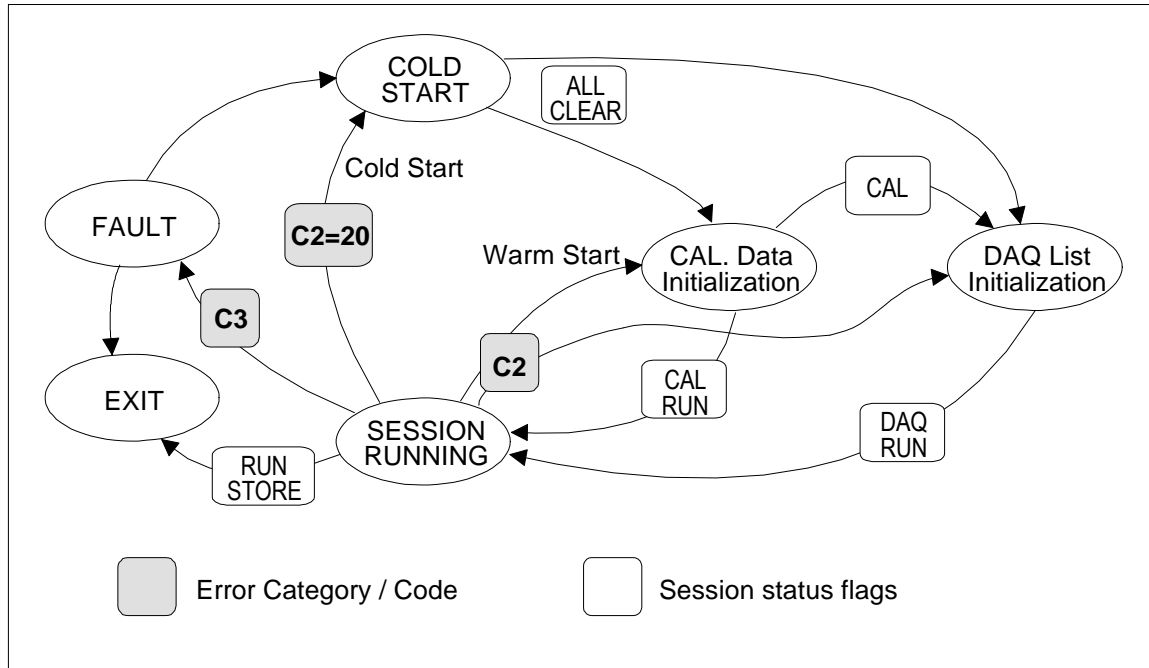 COLD
START
ALL
CLEAR
Cold Start
CAL
FAULT
C2=20
Warm Start
CAL. Data
Initialization
DAQ List
Initialization
C3
C2
CAL
RUN
EXIT
SESSION
RUNNING
DAQ
RUN
RUN
STORE
Error Category / Code
Session status flags